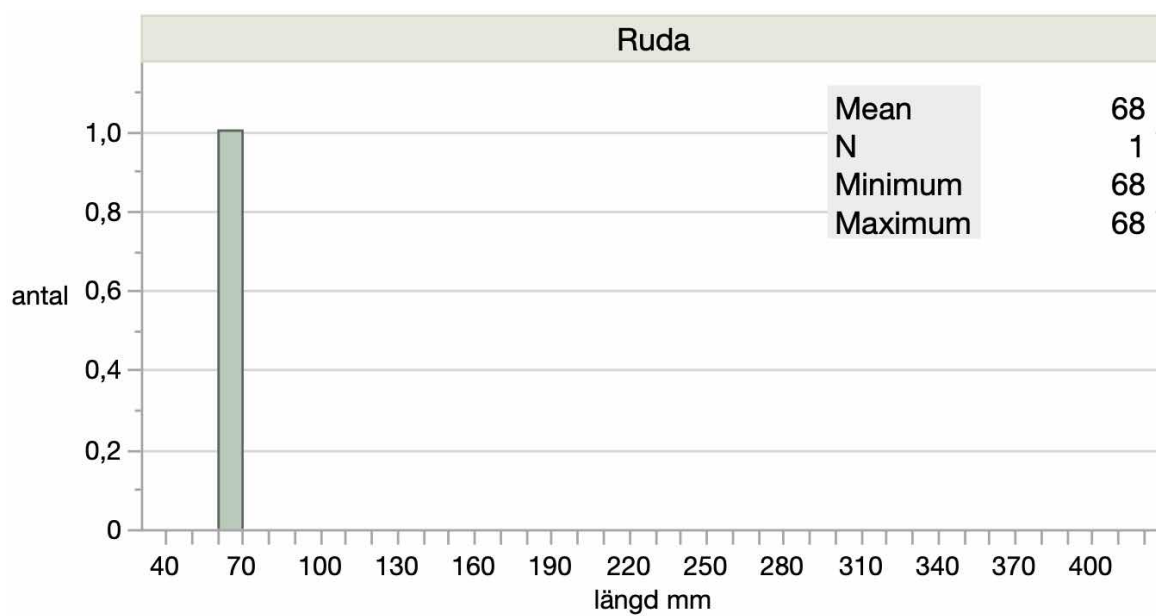 Ruda
Mean 68
N 1
Minimum 68
Maximum 68
1,0
0,8
antal 0,6
0,4
0,2
0
40 70 100 130 160 190 220 250 280 310 340 370 400
längd mm